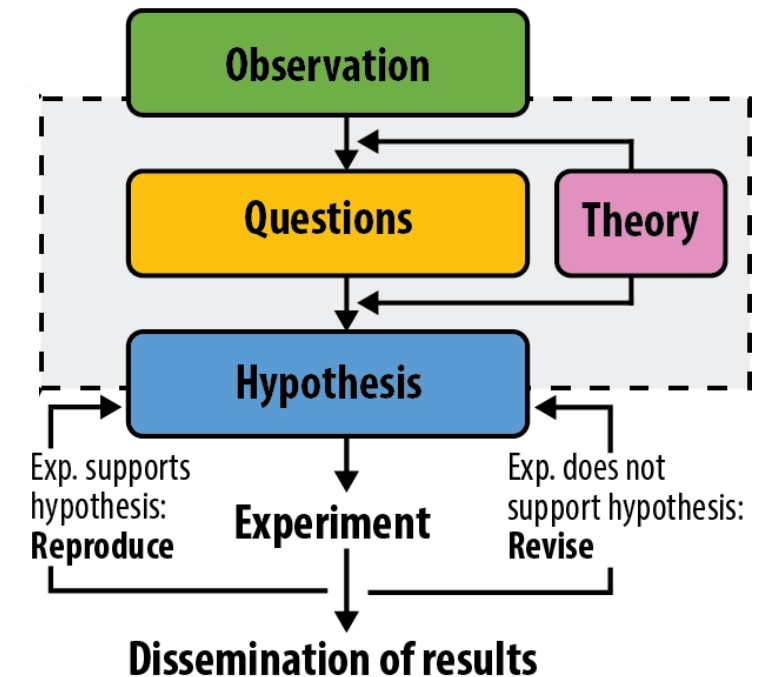 Observation
Questions
Theory
Hypothesis
Exp. supports
hypothesis:
Reproduce
Experiment
Exp. does not
support hypothesis:
Revise
Dissemination of results